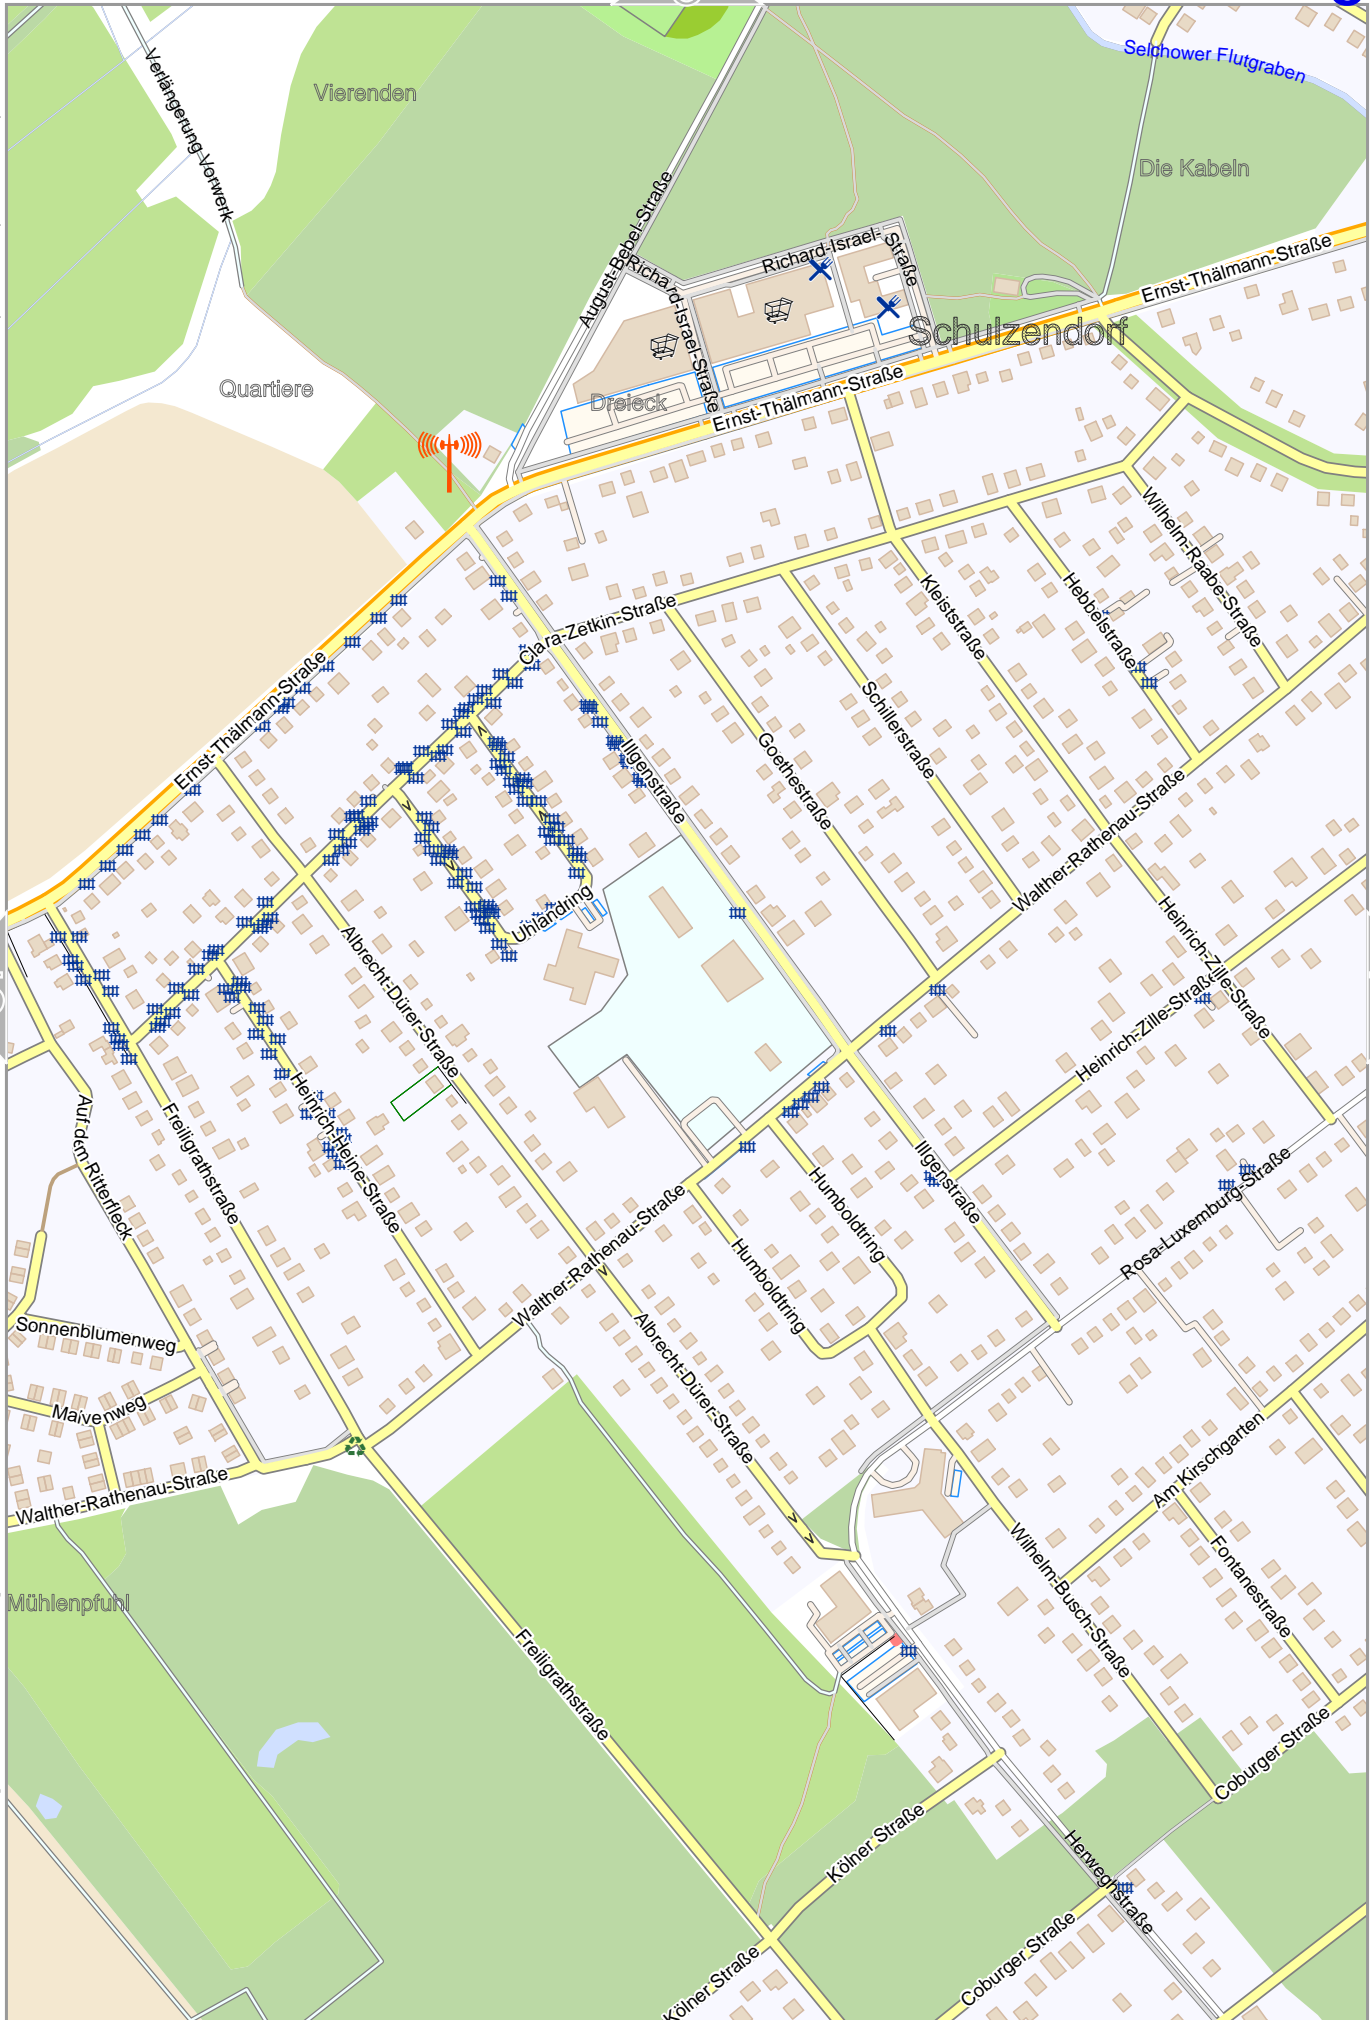 Selchower Flutgraben
Verlängerung Vorwerk
Vierenden
Die Kabeln
August-Bebel-Straße
Richard-Israel-
Straße
Ernst-Thälmann-Straße
Richard-Israel-Straße
Schulzendorf
Quartiere
Dreieck
Ernst-Thälmann-Straße
Wilhelm-Raabe-Straße
Clara-Zetkin-Straße
Kleiststraße
Hebbelstraße
Ernst-Thälmann-Straße
Schillerstraße
Goethestraße
Illgenstraße
Walther-Rathenau-Straße
Uhlandring
Heinrich-Zille-Straße
Albrecht-Dürer-Straße
Heinrich-Zille-Straße
Auf dem Ritterfleck
Freiligrathstraße
Heinrich-Heine-Straße
Illgenstraße
Humboldtring
Rosa-Luxemburg-Straße
Walther-Rathenau-Straße
Humboldtring
Sonnenblumenweg
Albrecht-Dürer-Straße
Malvenweg
Am Kirschgarten
Walther-Rathenau-Straße
Wilhelm-Busch-Straße
Fontanestraße
Mühlenpfuhl
Freiligrathstraße
Coburger Straße
Kölner Straße
Herweghstraße
Coburger Straße
Kölner Straße